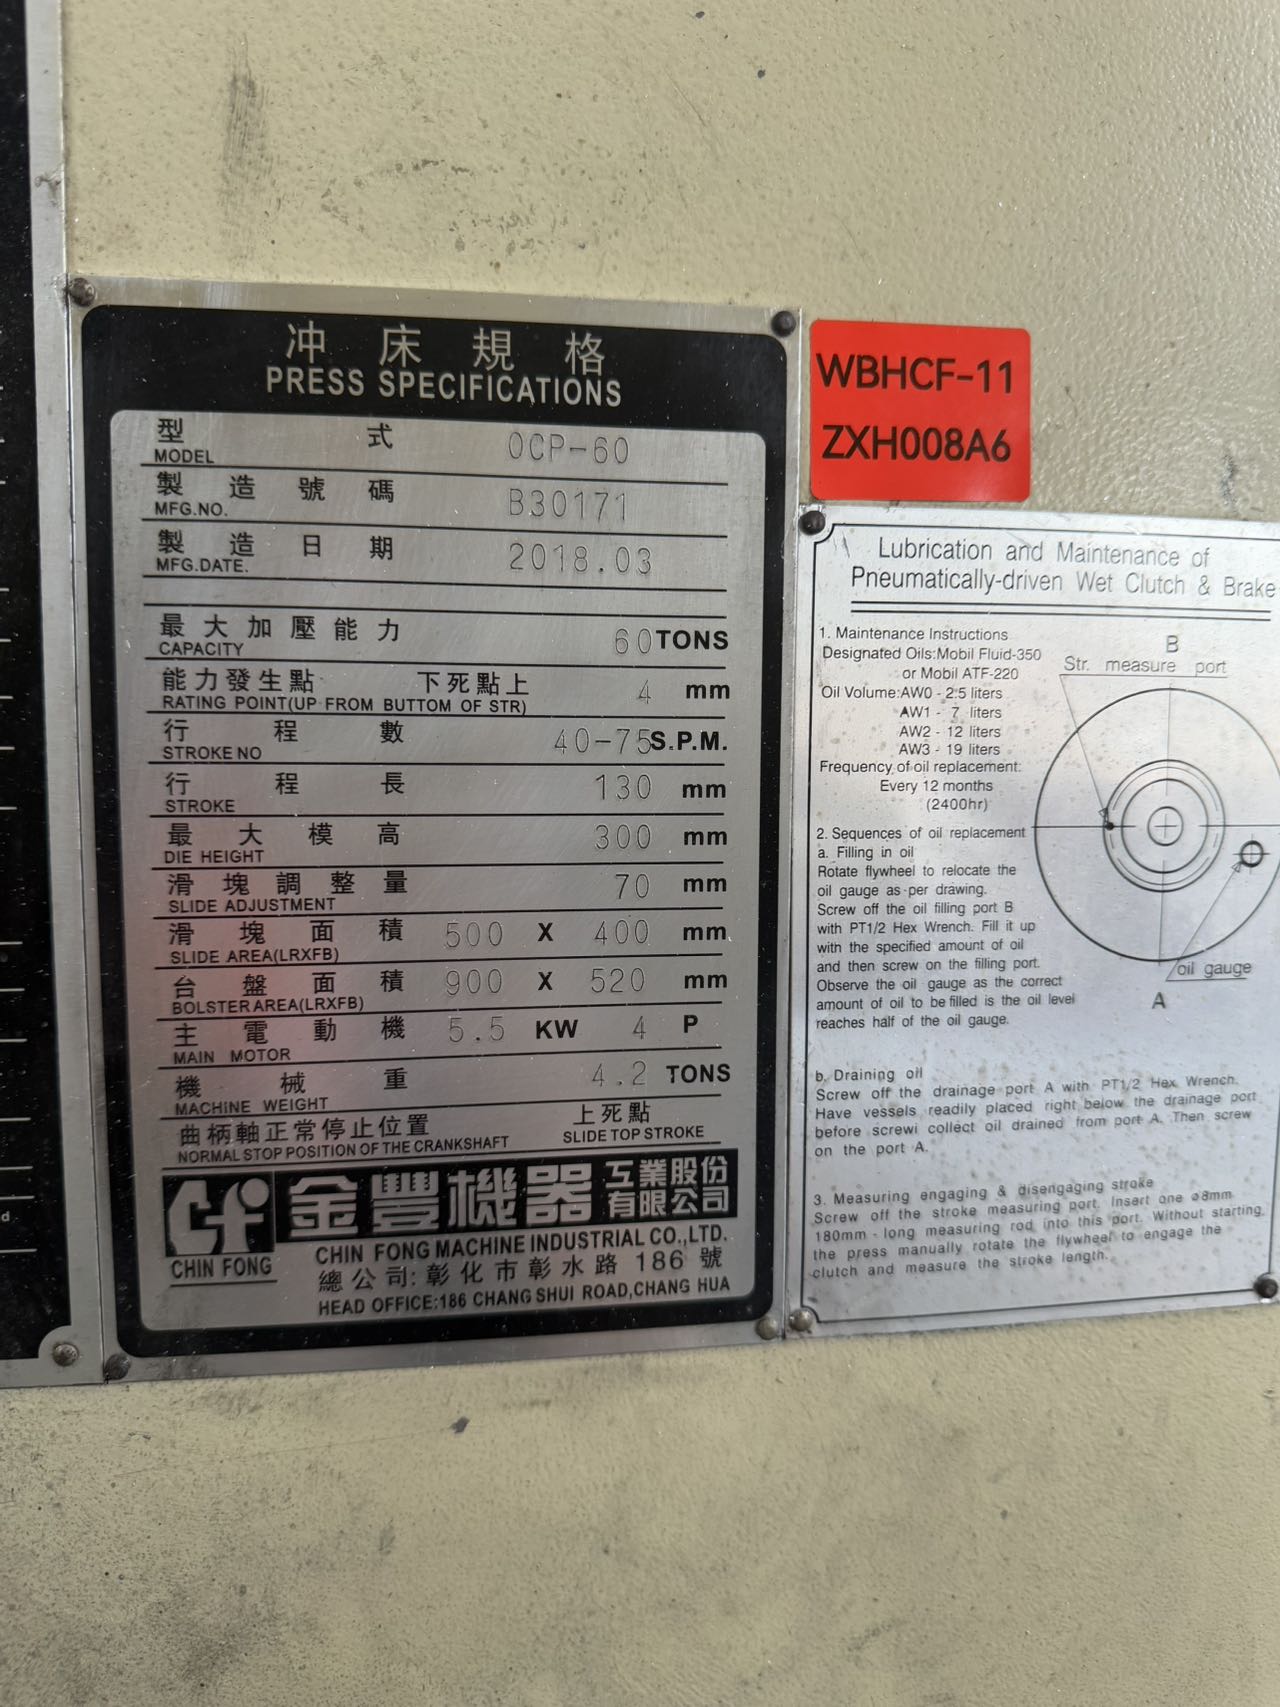 冲床規格
PRESS SPECIFICATIONS
型式 OCP-60
MODEL
製造號碼 B30171
MFG.NO.
製造日期 2018.03
MFG.DATE.
最大加壓能力 60 TONS
CAPACITY
能力發生點 下死點上 4 mm
RATING POINT(UP FROM BUTTOM OF STR)
行程數 40-75 S.P.M.
STROKE NO
行程長 130 mm
STROKE
最大模高 300 mm
DIE HEIGHT
滑塊調整量 70 mm
SLIDE ADJUSTMENT
滑塊面積 500 X 400 mm
SLIDE AREA(LRXFB)
台盤面積 900 X 520 mm
BOLSTER AREA(LRXFB)
主電動機 5.5 KW 4 P
MAIN MOTOR
機械重 4.2 TONS
MACHINE WEIGHT
曲柄軸正常停止位置 上死點
NORMAL STOP POSITION OF THE CRANKSHAFT SLIDE TOP STROKE
金豐機器 工業股份
有限公司
CHIN FONG
CHIN FONG MACHINE INDUSTRIAL CO.,LTD.
總公司:彰化市彰水路186號
HEAD OFFICE:186 CHANG SHUI ROAD,CHANG HUA
WBHCF-11
ZXH008A6
Lubrication and Maintenance of
Pneumatically-driven Wet Clutch & Brake
1. Maintenance Instructions
Designated Oils:Mobil Fluid-350
or Mobil ATF-220
Oil Volume:AW0 - 2.5 liters
AW1 - 7 liters
AW2 - 12 liters
AW3 - 19 liters
Frequency of oil replacement:
Every 12 months
(2400hr)
B
Str. measure port
oil gauge
A
2. Sequences of oil replacement
a. Filling in oil
Rotate flywheel to relocate the
oil gauge as per drawing.
Screw off the oil filling port B
with PT1/2 Hex Wrench. Fill it up
with the specified amount of oil
and then screw on the filling port.
Observe the oil gauge as the correct
amount of oil to be filled is the oil level
reaches half of the oil gauge.
b. Draining oil
Screw off the drainage port A with PT1/2 Hex Wrench.
Have vessels readily placed right below the drainage port
before screwi collect oil drained from port A. Then screw
on the port A.
3. Measuring engaging & disengaging stroke
Screw off the stroke measuring port. Insert one ø8mm
180mm - long measuring rod into this port. Without starting
the press manually rotate the flywheel to engage the
clutch and measure the stroke length.
d